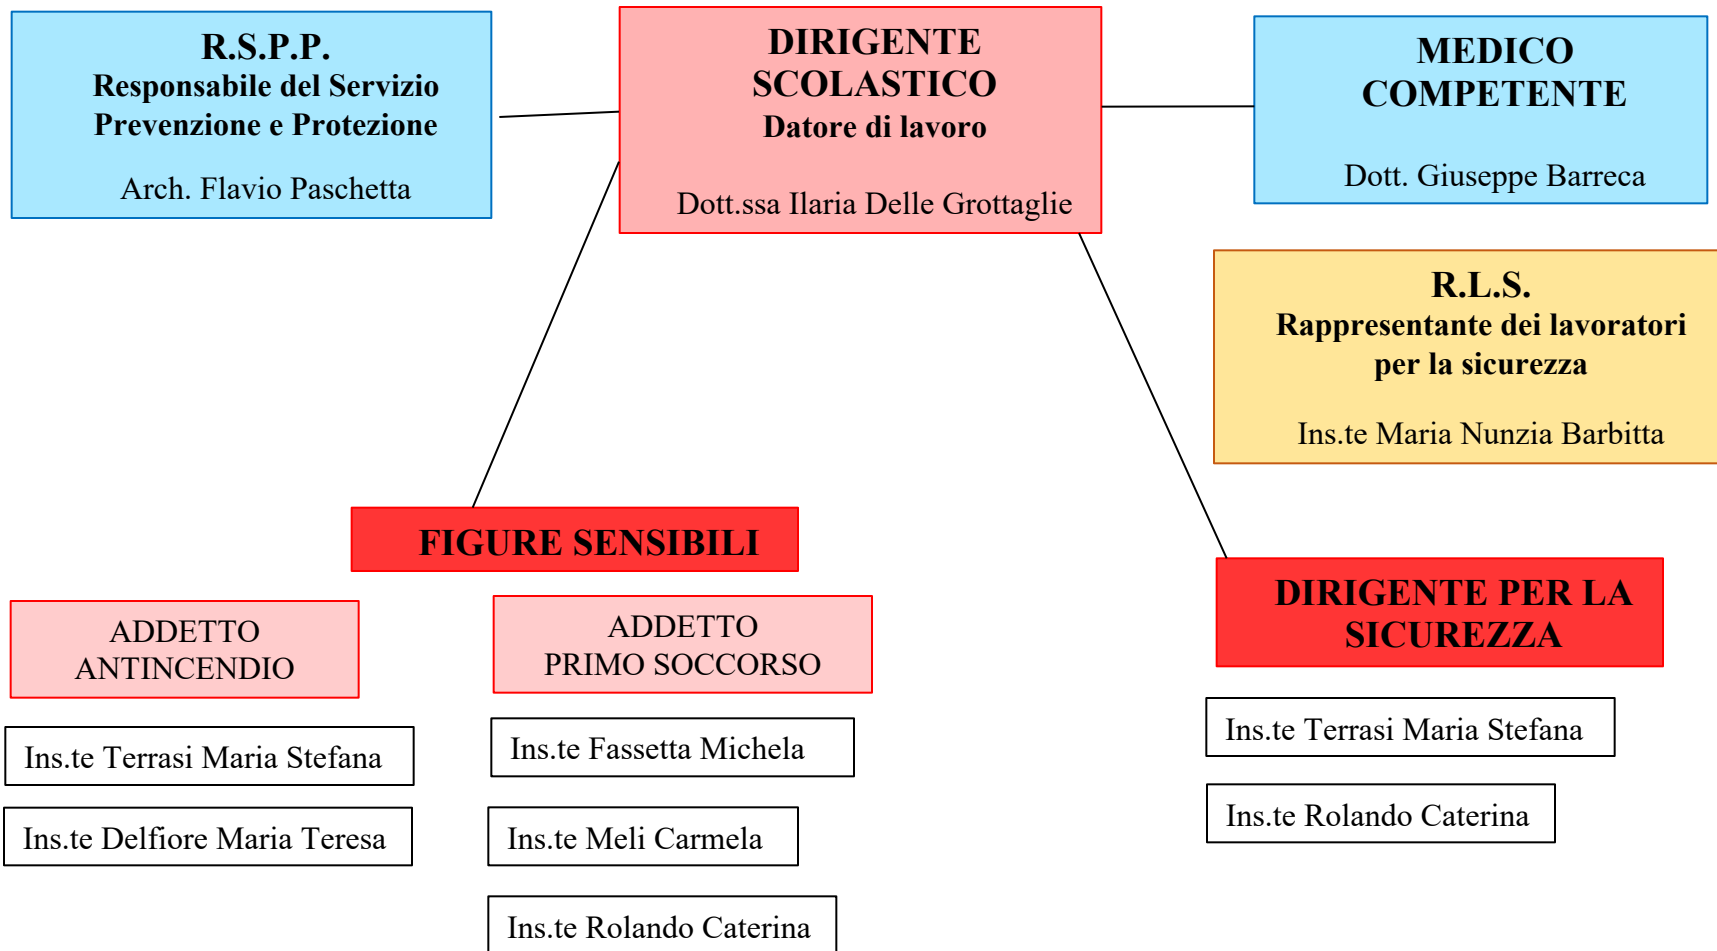 R.S.P.P.
Responsabile del Servizio
Prevenzione e Protezione
Arch. Flavio Paschetta
DIRIGENTE
SCOLASTICO
Datore di lavoro
Dott.ssa Ilaria Delle Grottaglie
MEDICO
COMPETENTE
Dott. Giuseppe Barreca
R.L.S.
Rappresentante dei lavoratori
per la sicurezza
Ins.te Maria Nunzia Barbitta
FIGURE SENSIBILI
ADDETTO
ANTINCENDIO
Ins.te Terrasi Maria Stefana
Ins.te Delfiore Maria Teresa
ADDETTO
PRIMO SOCCORSO
Ins.te Fassetta Michela
Ins.te Meli Carmela
Ins.te Rolando Caterina
DIRIGENTE PER LA
SICUREZZA
Ins.te Terrasi Maria Stefana
Ins.te Rolando Caterina